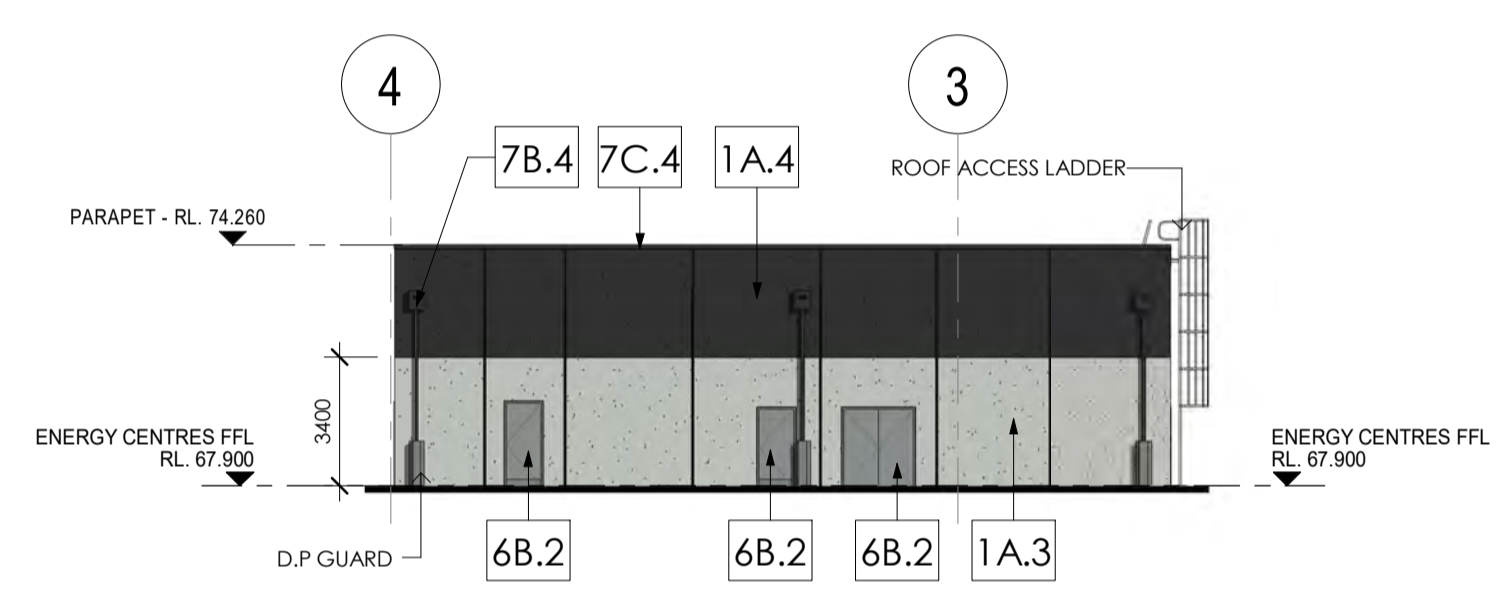 4
3
7B.4
7C.4
1A.4
ROOF ACCESS LADDER
PARAPET - RL. 74.260
3400
ENERGY CENTRES FFL
RL. 67.900
ENERGY CENTRES FFL
RL. 67.900
D.P GUARD
6B.2
6B.2
6B.2
1A.3